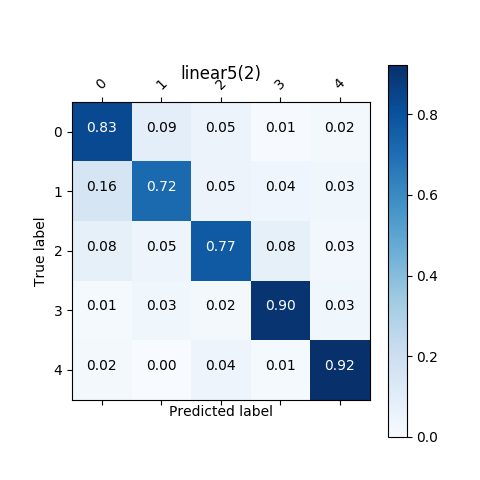 linear5(2)
0 1 2 3 4
0 0.83 0.09 0.05 0.01 0.02
1 0.16 0.72 0.05 0.04 0.03
2 0.08 0.05 0.77 0.08 0.03
3 0.01 0.03 0.02 0.90 0.03
4 0.02 0.00 0.04 0.01 0.92
True label
Predicted label
0.8
0.6
0.4
0.2
0.0